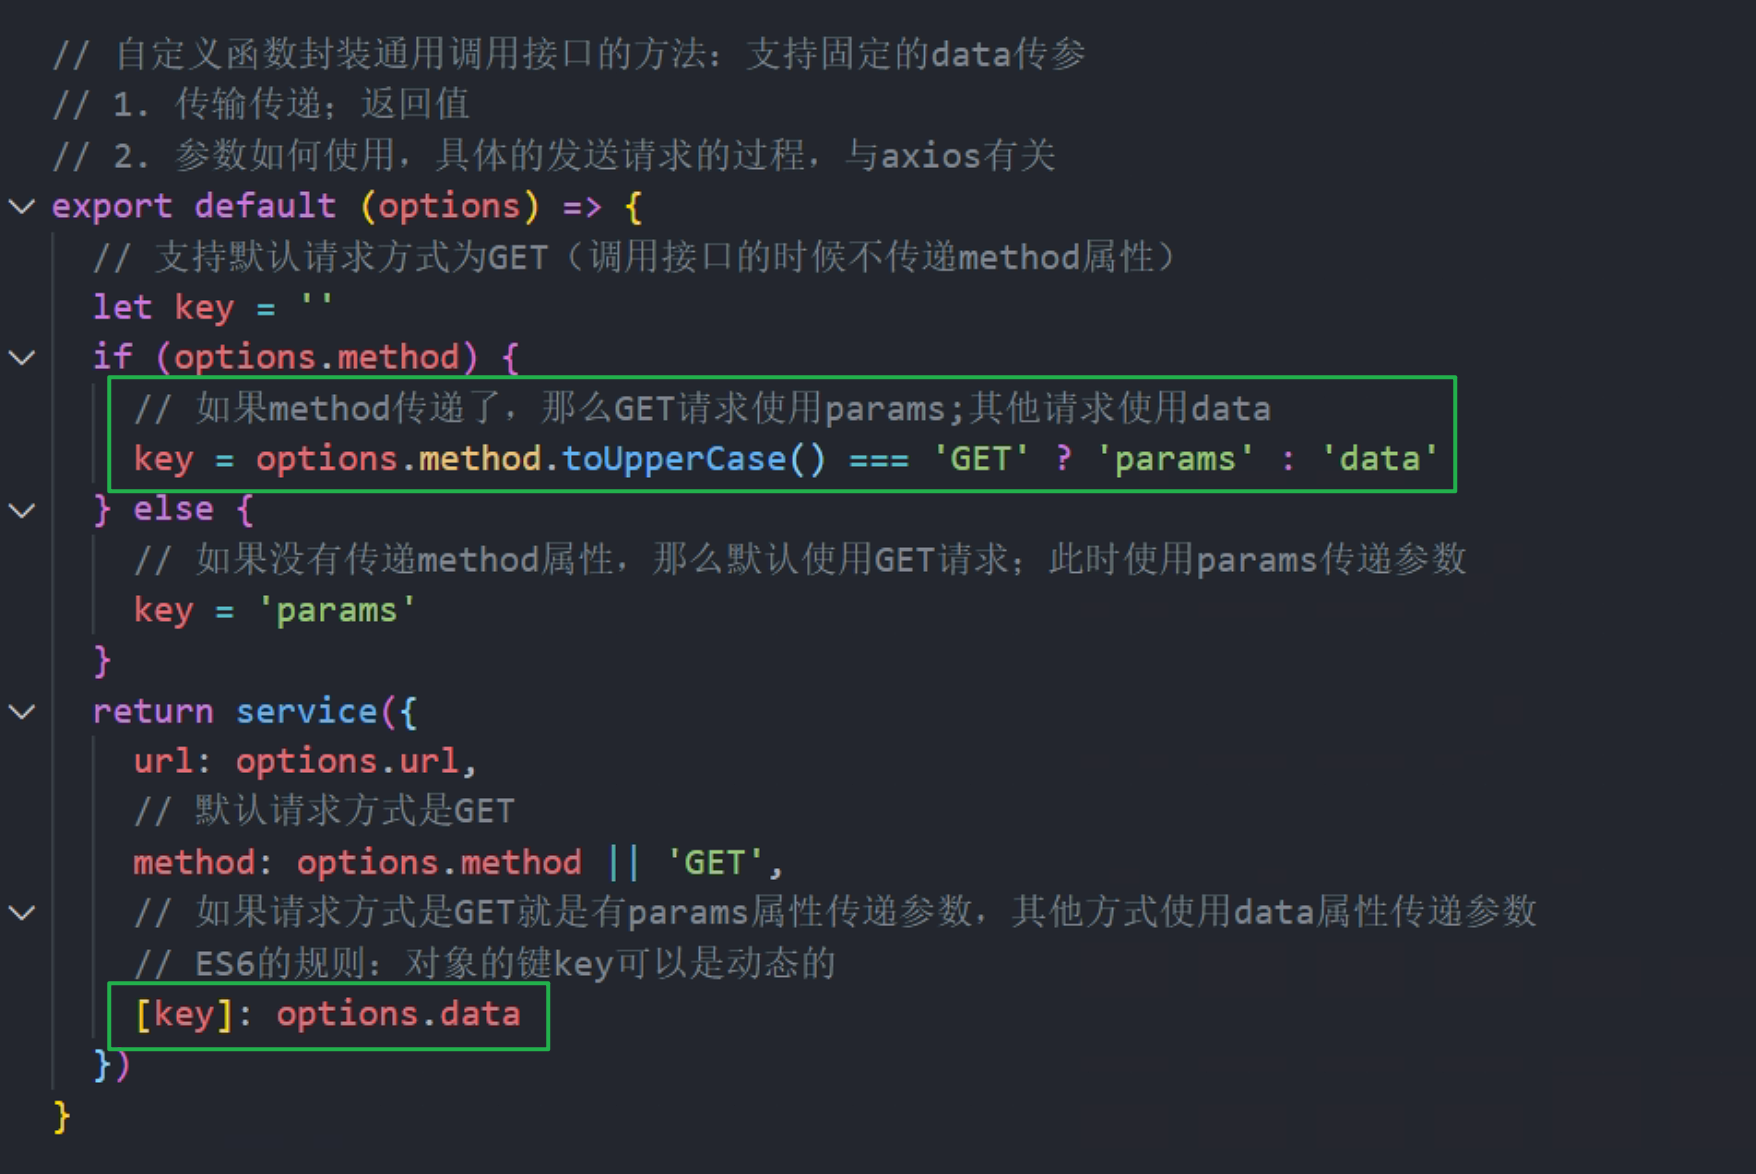 // 自定义函数封装通用调用接口的方法：支持固定的data传参
// 1. 传输传递；返回值
// 2. 参数如何使用，具体的发送请求的过程，与axios有关
export default (options) => {
  // 支持默认请求方式为GET（调用接口的时候不传递method属性）
  let key = ''
  if (options.method) {
    // 如果method传递了，那么GET请求使用params;其他请求使用data
    key = options.method.toUpperCase() === 'GET' ? 'params' : 'data'
  } else {
    // 如果没有传递method属性，那么默认使用GET请求；此时使用params传递参数
    key = 'params'
  }
  return service({
    url: options.url,
    // 默认请求方式是GET
    method: options.method || 'GET',
    // 如果请求方式是GET就是有params属性传递参数，其他方式使用data属性传递参数
    // ES6的规则：对象的键key可以是动态的
    [key]: options.data
  })
}